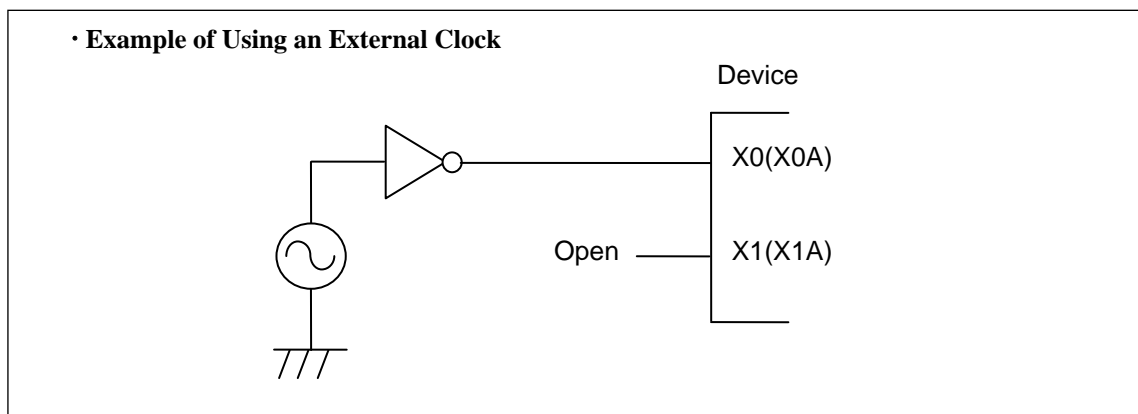 · Example of Using an External Clock
Device
X0(X0A)
Open
X1(X1A)